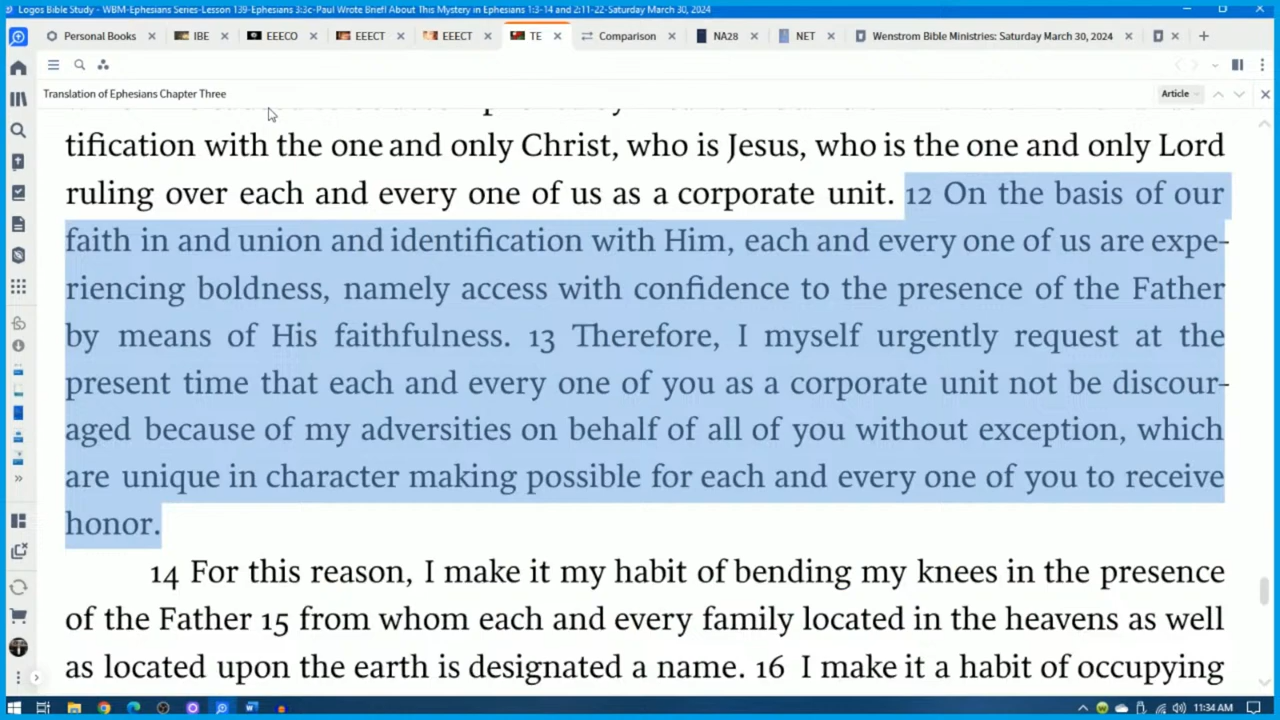 Logos Bible Study - WBM-Ephesians Series-Lesson 139-Ephesians 3:3c-Paul Wrote Briefl About This Mystery in Ephesians 1:3-14 and 2:11-22-Saturday March 30, 2024
Personal Books IBE EEECO EEECT EEECT TE Comparison NA28 NET Wenstrom Bible Ministries: Saturday March 30, 2024
Translation of Ephesians Chapter Three Article
tification with the one and only Christ, who is Jesus, who is the one and only Lord
ruling over each and every one of us as a corporate unit. 12 On the basis of our
faith in and union and identification with Him, each and every one of us are expe-
riencing boldness, namely access with confidence to the presence of the Father
by means of His faithfulness. 13 Therefore, I myself urgently request at the
present time that each and every one of you as a corporate unit not be discour-
aged because of my adversities on behalf of all of you without exception, which
are unique in character making possible for each and every one of you to receive
honor.
14 For this reason, I make it my habit of bending my knees in the presence
of the Father 15 from whom each and every family located in the heavens as well
as located upon the earth is designated a name. 16 I make it a habit of occupying
11:34 AM